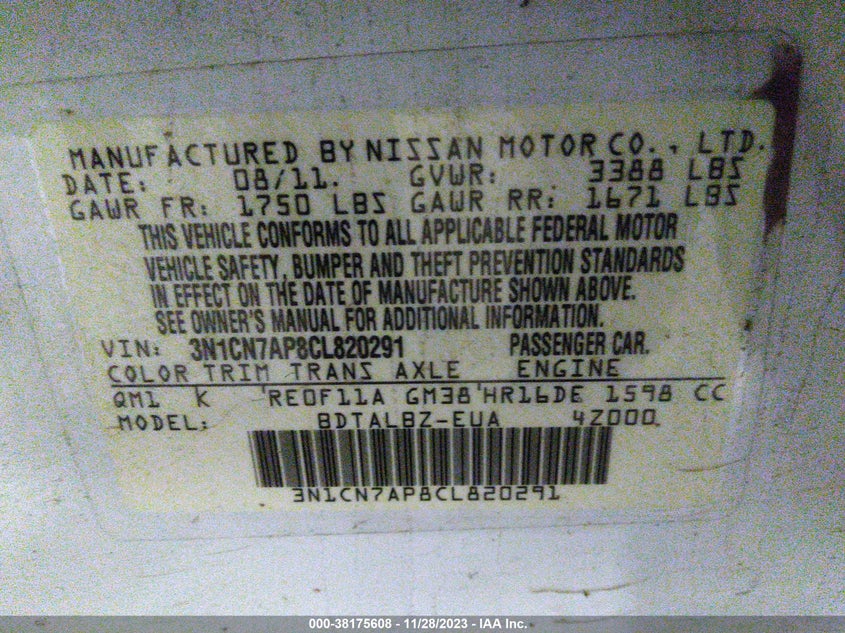 MANUFACTURED BY NISSAN MOTOR CO., LTD.
DATE: 08/11. GVWR: 3388 LBS
GAWR FR: 1750 LBS GAWR RR: 1671 LBS
THIS VEHICLE CONFORMS TO ALL APPLICABLE FEDERAL MOTOR
VEHICLE SAFETY, BUMPER AND THEFT PREVENTION STANDARDS
IN EFFECT ON THE DATE OF MANUFACTURE SHOWN ABOVE.
SEE OWNER'S MANUAL FOR ADDITIONAL INFORMATION.
VIN: 3N1CN7AP8CL820291 PASSENGER CAR.
COLOR TRIM TRANS AXLE ENGINE
QM1 K 'RE0F11A GM38'HR16DE 1598 CC
MODEL: BDTALBZ-EUA 4Z000
3N1CN7AP8CL820291
000-38175608 - 11/28/2023 - IAA Inc.